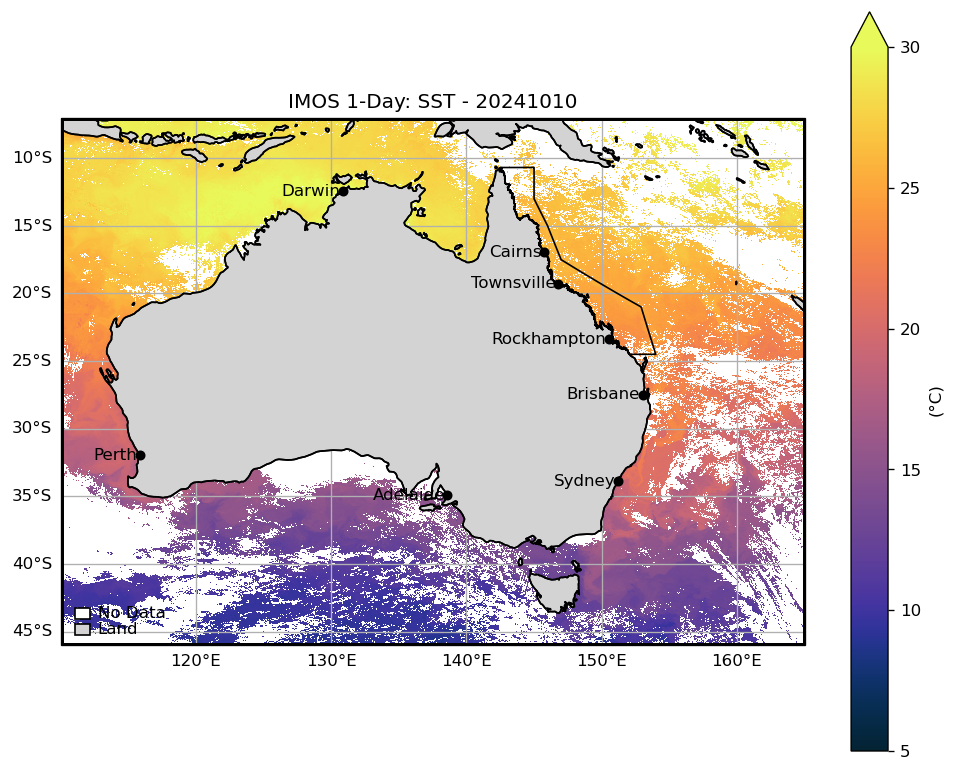 IMOS 1-Day: SST - 20241010
30
25
20
15
10
5
(°C)
10°S
15°S
20°S
25°S
30°S
35°S
40°S
45°S
Darwin
Cairns
Townsville
Rockhampton
Brisbane
Perth
Sydney
Adelaide
No Data
Land
120°E
130°E
140°E
150°E
160°E